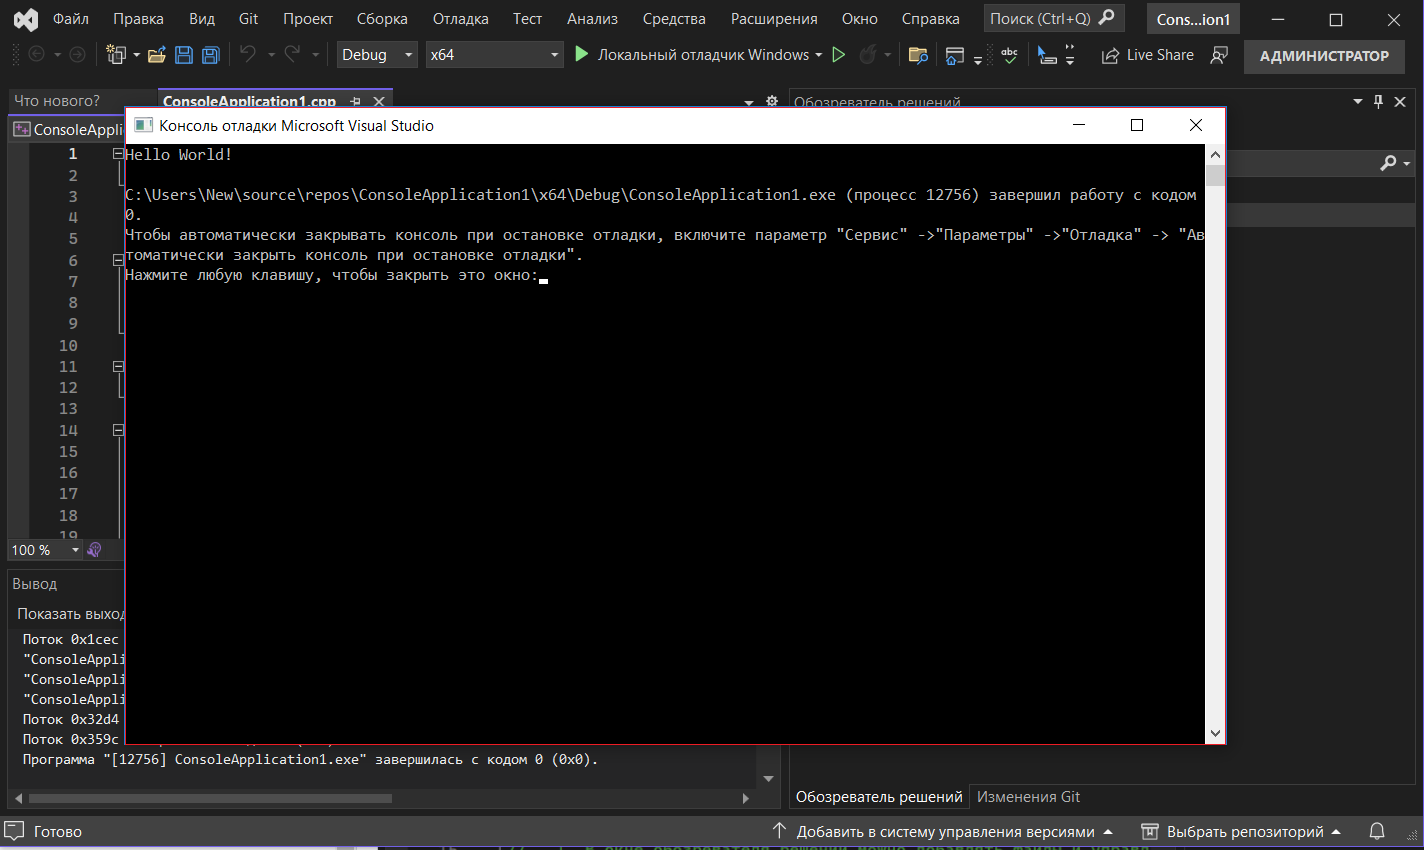 Файл Правка Вид Git Проект Сборка Отладка Тест Анализ Средства Расширения Окно Справка Поиск (Ctrl+Q) Cons...ion1
Debug x64 Локальный отладчик Windows abc Live Share АДМИНИСТРАТОР
Что нового? ConsoleApplication1.cpp Обозреватель решений
ConsoleAppli
Консоль отладки Microsoft Visual Studio
1
2
3
4
5
6
7
8
9
10
11
12
13
14
15
16
17
18
19
Hello World!
C:\Users\New\source\repos\ConsoleApplication1\x64\Debug\ConsoleApplication1.exe (процесс 12756) завершил работу с кодом
0.
Чтобы автоматически закрывать консоль при остановке отладки, включите параметр "Сервис" ->"Параметры" ->"Отладка" -> "Ав
томатически закрыть консоль при остановке отладки".
Нажмите любую клавишу, чтобы закрыть это окно:
100 %
Вывод
Показать выход
Поток 0x1cec
"ConsoleAppli
"ConsoleAppli
"ConsoleAppli
Поток 0x32d4
Поток 0x359c
Программа "[12756] ConsoleApplication1.exe" завершилась с кодом 0 (0x0).
Обозреватель решений Изменения Git
Готово Добавить в систему управления версиями Выбрать репозиторий